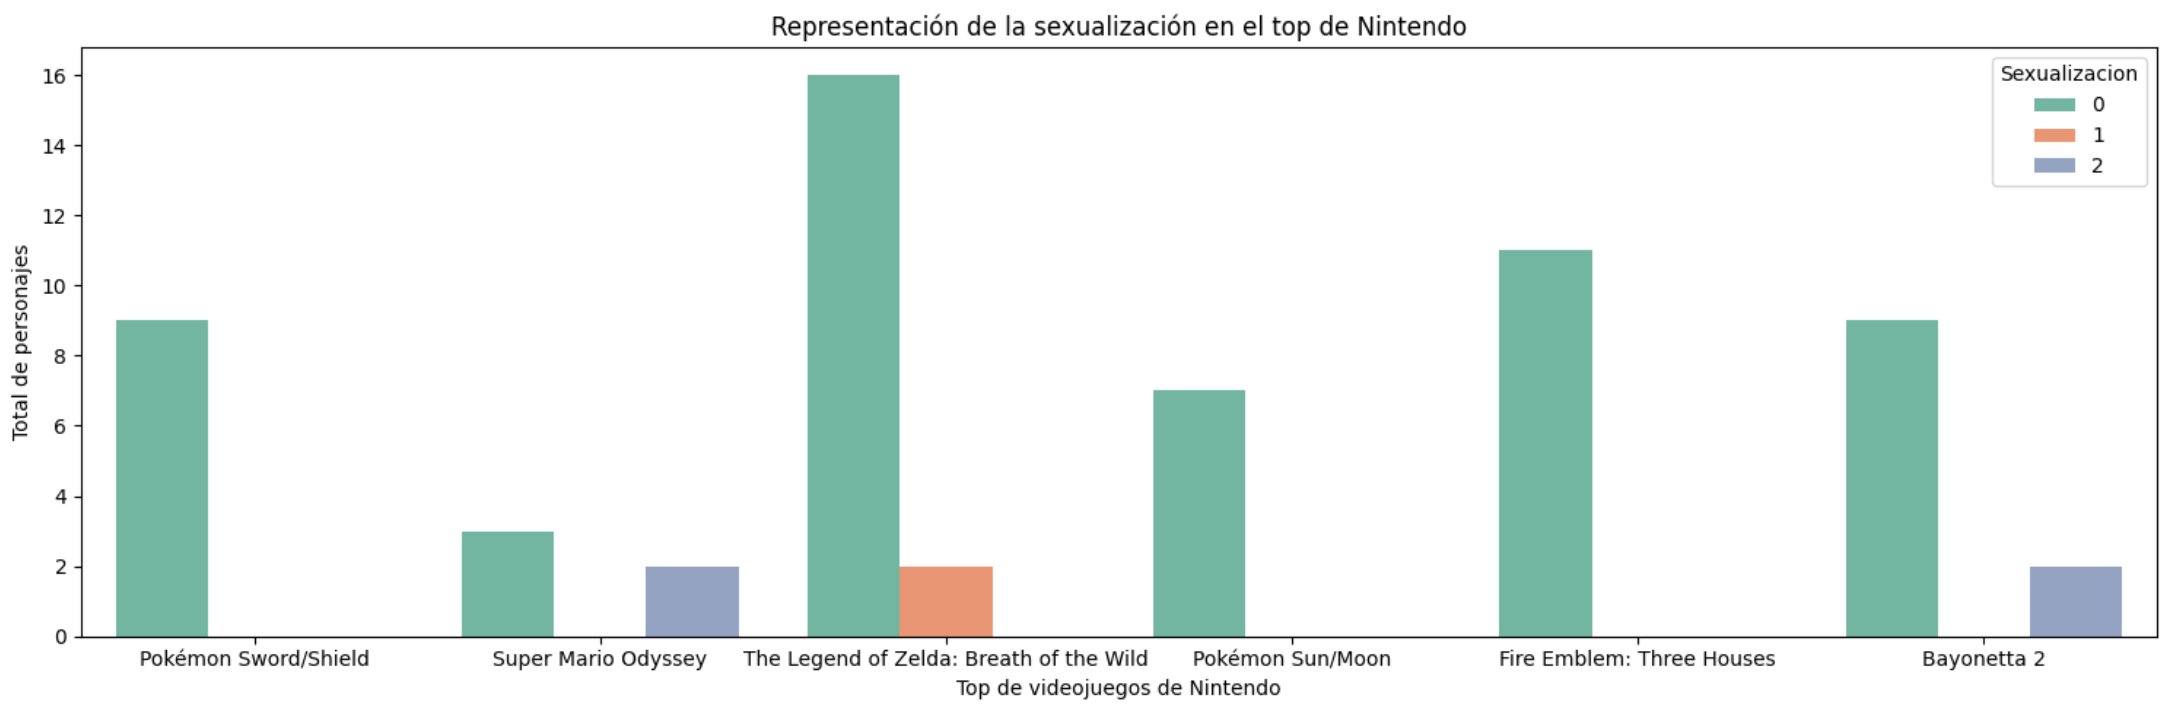 Representación de la sexualización en el top de Nintendo
Sexualizacion
0
1
2
Total de personajes
16
14
12
10
8
6
4
2
0
Pokémon Sword/Shield
Super Mario Odyssey
The Legend of Zelda: Breath of the Wild
Pokémon Sun/Moon
Fire Emblem: Three Houses
Bayonetta 2
Top de videojuegos de Nintendo